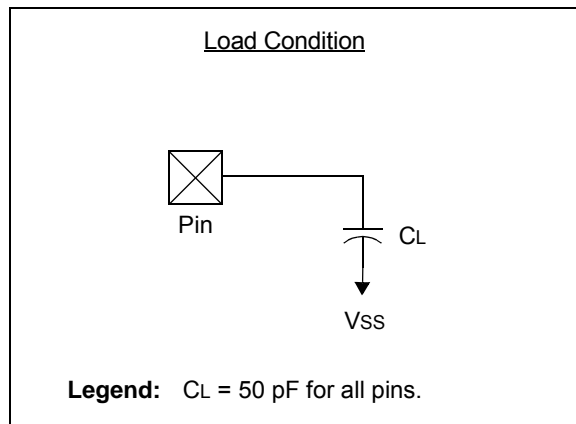 Load Condition
Pin
CL
VSS
Legend: CL = 50 pF for all pins.